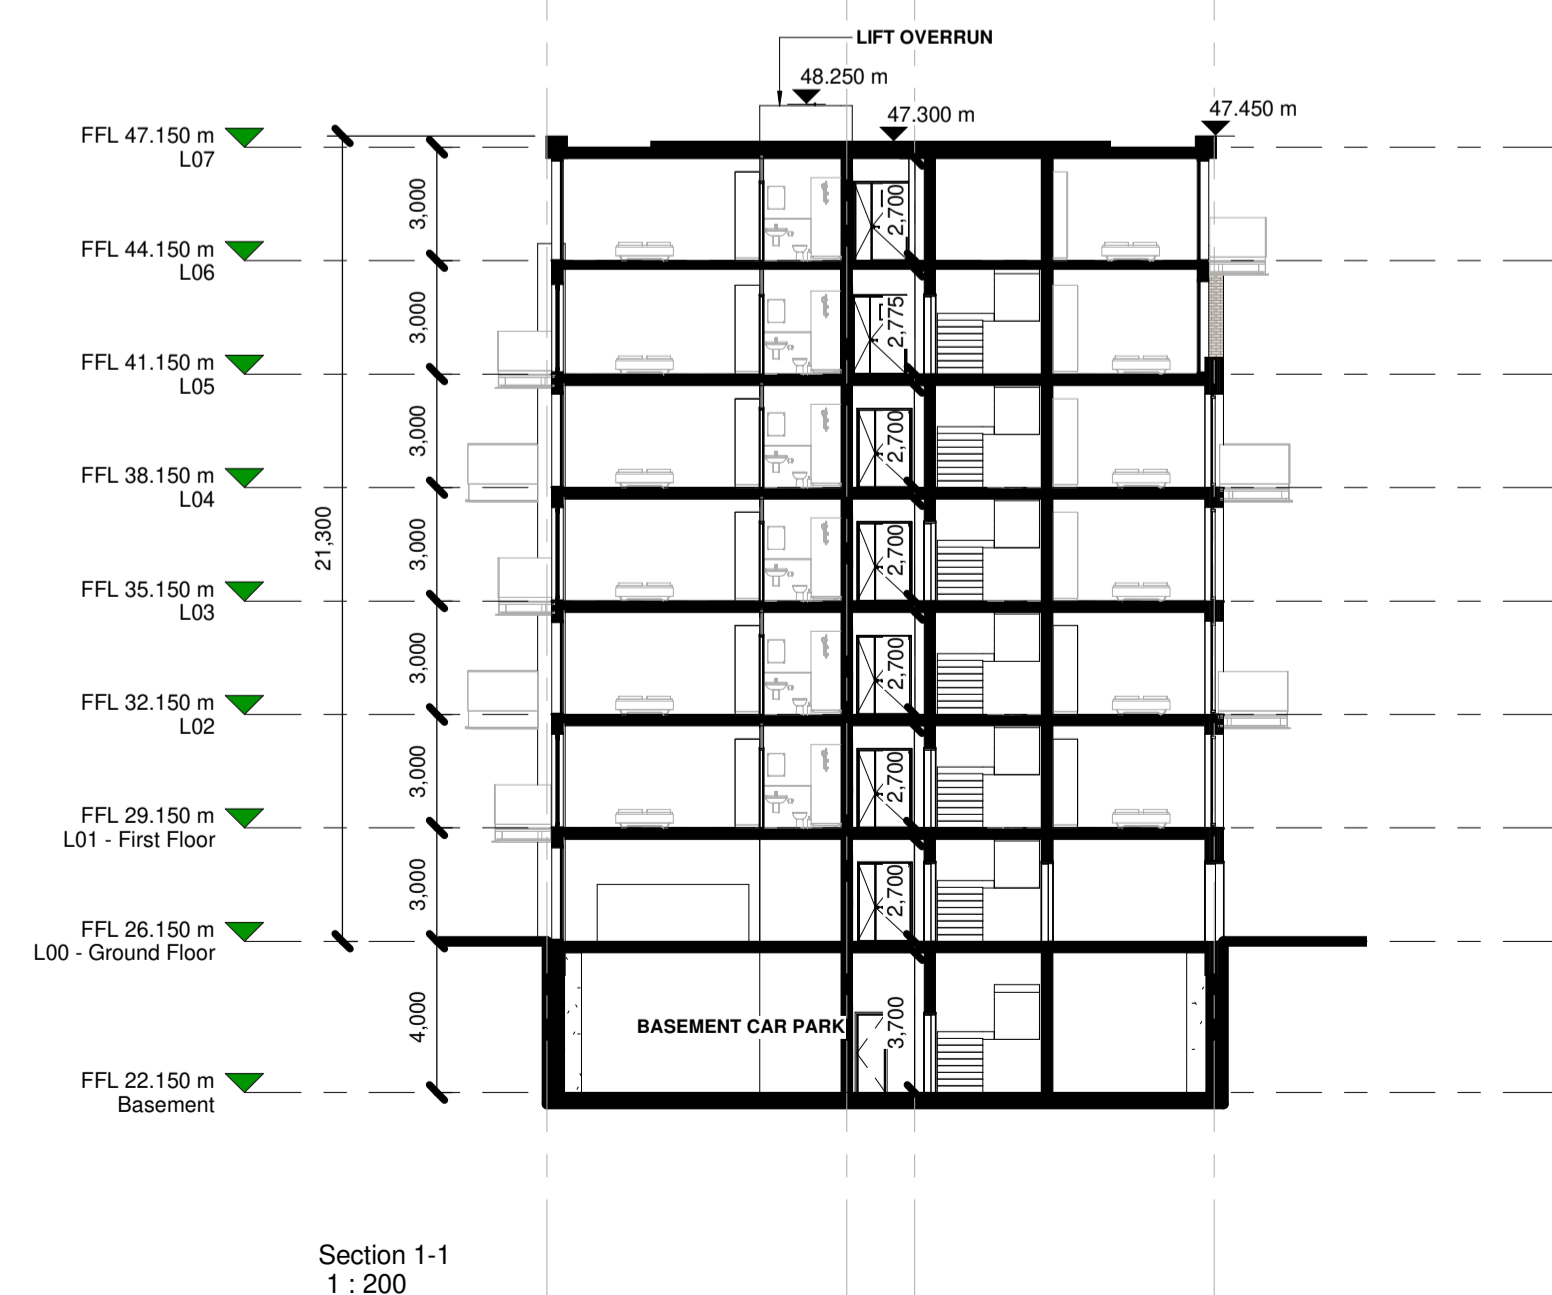 LIFT OVERRUN
48.250 m
47.300 m
47.450 m
FFL 47.150 m
L07
3,000
2,700
FFL 44.150 m
L06
3,000
2,775
FFL 41.150 m
L05
3,000
2,700
FFL 38.150 m
L04
21,300
3,000
2,700
FFL 35.150 m
L03
3,000
2,700
FFL 32.150 m
L02
3,000
2,700
FFL 29.150 m
L01 - First Floor
3,000
2,700
FFL 26.150 m
L00 - Ground Floor
4,000
BASEMENT CAR PARK
3,700
FFL 22.150 m
Basement
Section 1-1
1 : 200